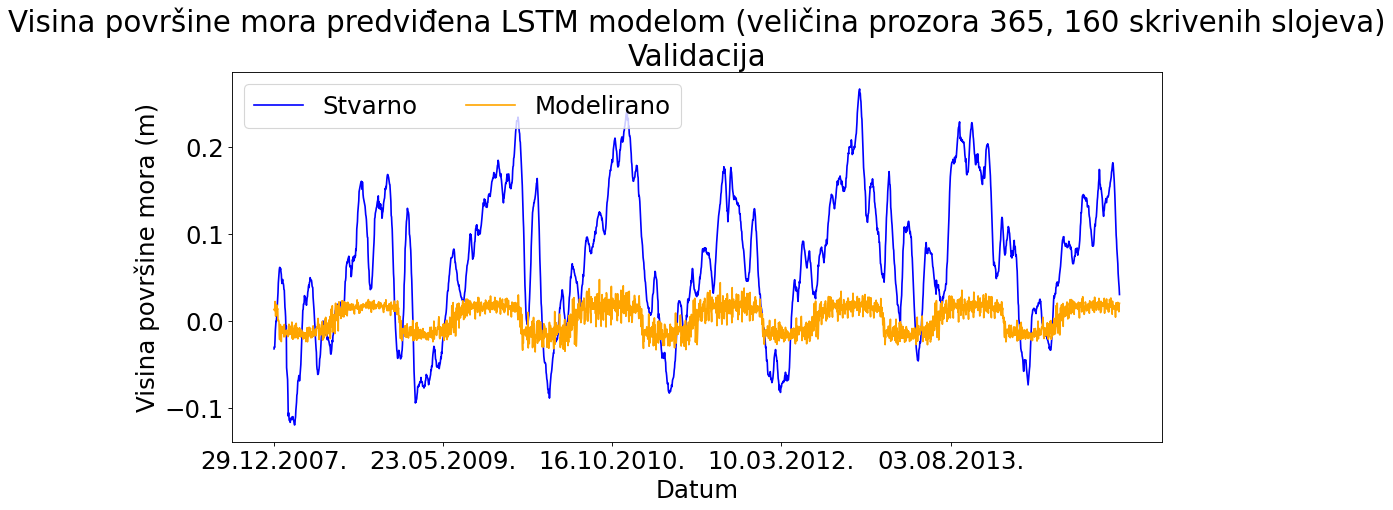 Visina površine mora predviđena LSTM modelom (veličina prozora 365, 160 skrivenih slojeva)
Validacija
Stvarno
Modelirano
Visina površine mora (m)
0.2
0.1
0.0
−0.1
29.12.2007.
23.05.2009.
16.10.2010.
10.03.2012.
03.08.2013.
Datum